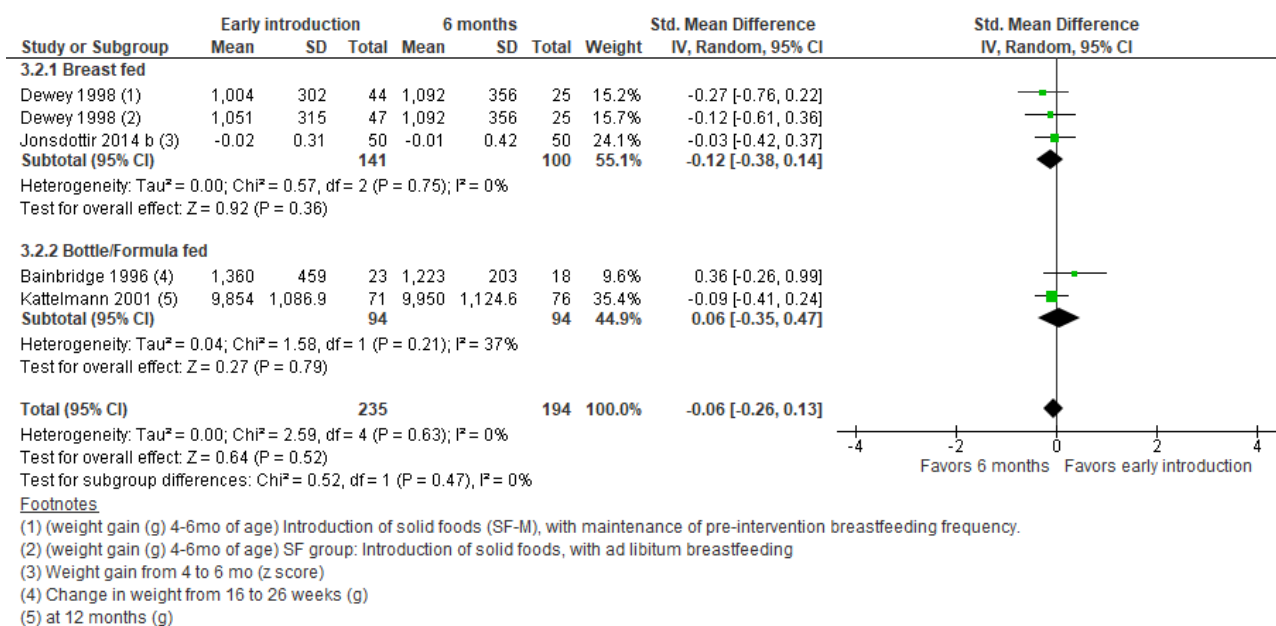 Early introduction 6 months Std. Mean Difference Std. Mean Difference
Study or Subgroup Mean SD Total Mean SD Total Weight IV, Random, 95% CI IV, Random, 95% CI
3.2.1 Breast fed
Dewey 1998 (1) 1,004 302 44 1,092 356 25 15.2% -0.27 [-0.76, 0.22]
Dewey 1998 (2) 1,051 315 47 1,092 356 25 15.7% -0.12 [-0.61, 0.36]
Jonsdottir 2014 b (3) -0.02 0.31 50 -0.01 0.42 50 24.1% -0.03 [-0.42, 0.37]
Subtotal (95% CI) 141 100 55.1% -0.12 [-0.38, 0.14]
Heterogeneity: Tau² = 0.00; Chi² = 0.57, df = 2 (P = 0.75); I² = 0%
Test for overall effect: Z = 0.92 (P = 0.36)
3.2.2 Bottle/Formula fed
Bainbridge 1996 (4) 1,360 459 23 1,223 203 18 9.6% 0.36 [-0.26, 0.99]
Kattelmann 2001 (5) 9,854 1,086.9 71 9,950 1,124.6 76 35.4% -0.09 [-0.41, 0.24]
Subtotal (95% CI) 94 94 44.9% 0.06 [-0.35, 0.47]
Heterogeneity: Tau² = 0.04; Chi² = 1.58, df = 1 (P = 0.21); I² = 37%
Test for overall effect: Z = 0.27 (P = 0.79)
Total (95% CI) 235 194 100.0% -0.06 [-0.26, 0.13]
Heterogeneity: Tau² = 0.00; Chi² = 2.59, df = 4 (P = 0.63); I² = 0%
Test for overall effect: Z = 0.64 (P = 0.52)
Test for subgroup differences: Chi² = 0.52, df = 1 (P = 0.47), I² = 0%
-4 -2 0 2 4
Favors 6 months Favors early introduction
Footnotes
(1) (weight gain (g) 4-6mo of age) Introduction of solid foods (SF-M), with maintenance of pre-intervention breastfeeding frequency.
(2) (weight gain (g) 4-6mo of age) SF group: Introduction of solid foods, with ad libitum breastfeeding
(3) Weight gain from 4 to 6 mo (z score)
(4) Change in weight from 16 to 26 weeks (g)
(5) at 12 months (g)